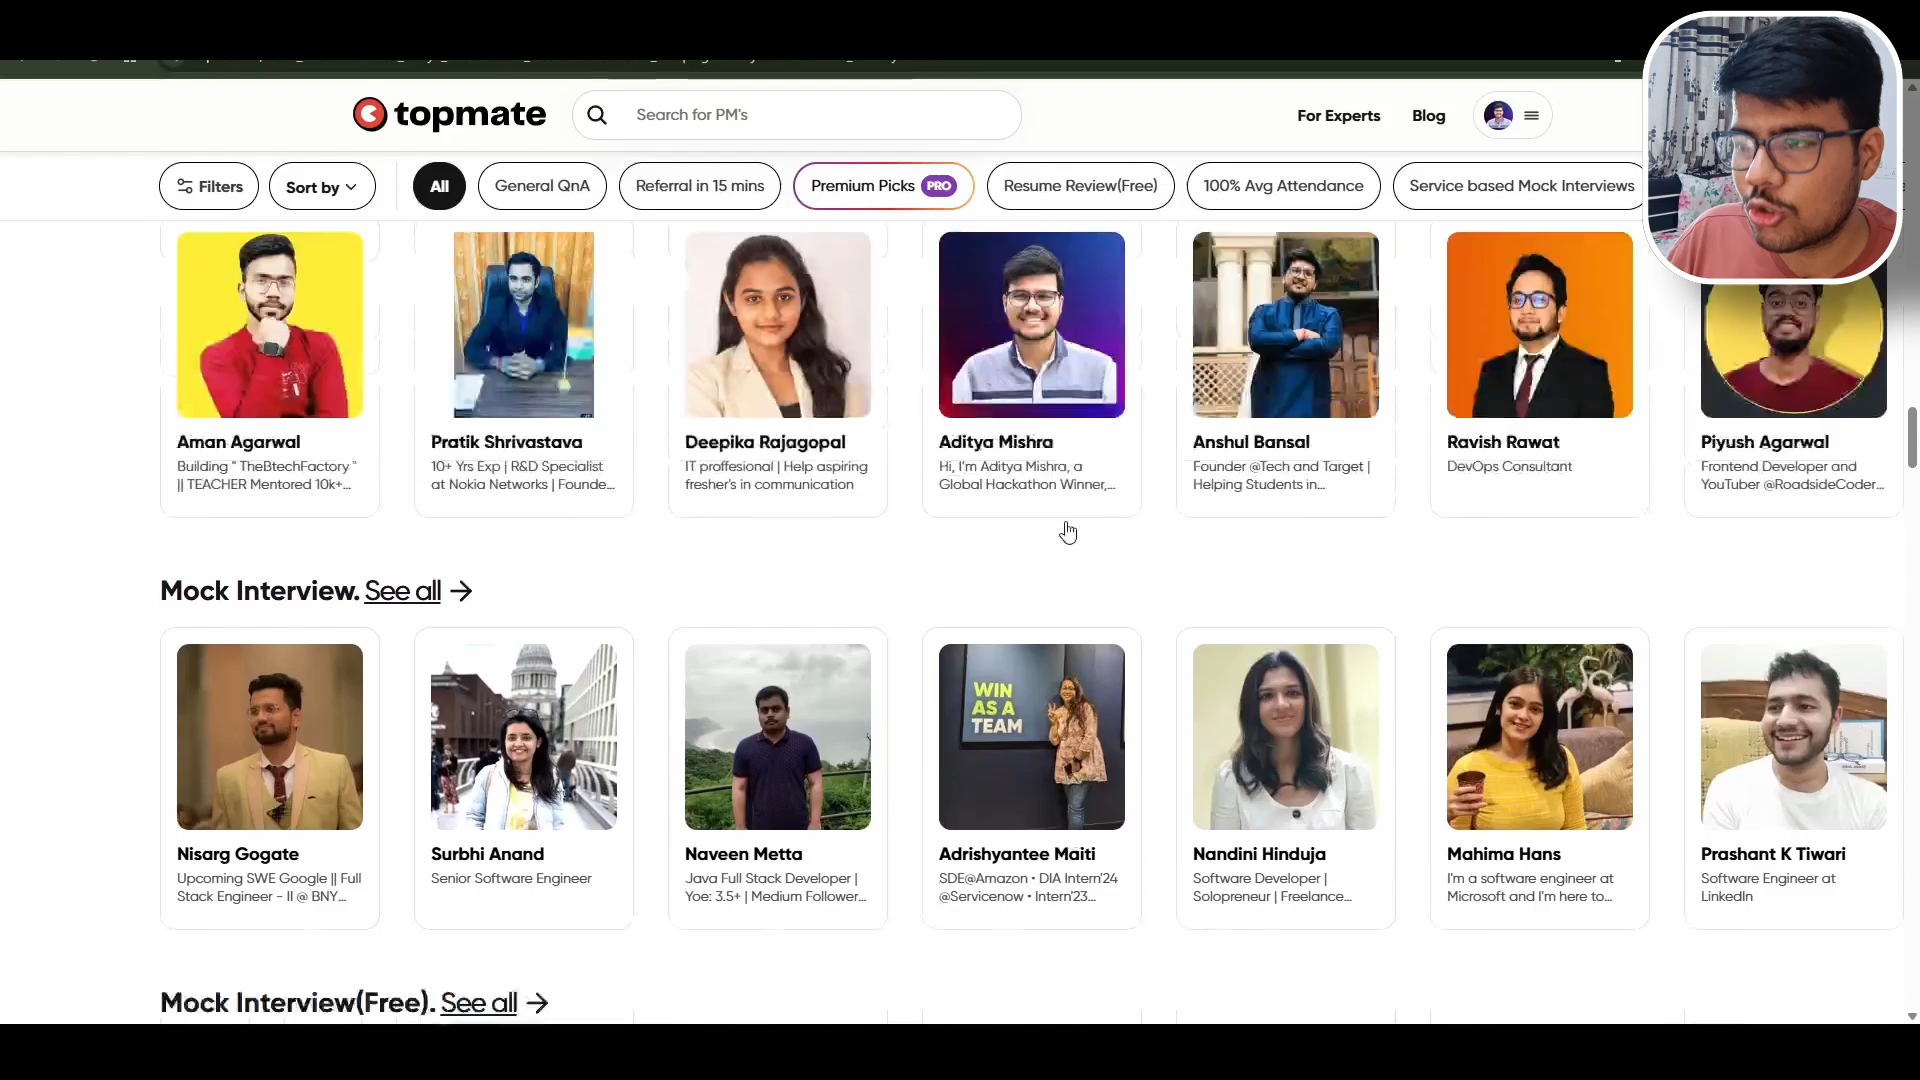 topmate
Search for PM's
For Experts
Blog
Filters
Sort by
All
General QnA
Referral in 15 mins
Premium Picks PRO
Resume Review(Free)
100% Avg Attendance
Service based Mock Interviews
Aman Agarwal
Building " TheBtechFactory "
|| TEACHER Mentored 10k+...
Pratik Shrivastava
10+ Yrs Exp | R&D Specialist
at Nokia Networks | Founde...
Deepika Rajagopal
IT proffesional | Help aspiring
fresher's in communication
Aditya Mishra
Hi, I'm Aditya Mishra, a
Global Hackathon Winner,...
Anshul Bansal
Founder @Tech and Target |
Helping Students in...
Ravish Rawat
DevOps Consultant
Piyush Agarwal
Frontend Developer and
YouTuber @RoadsideCoder...
Mock Interview. See all →
WIN
AS A
TEAM
Nisarg Gogate
Upcoming SWE Google || Full
Stack Engineer - II @ BNY...
Surbhi Anand
Senior Software Engineer
Naveen Metta
Java Full Stack Developer |
Yoe: 3.5+ | Medium Follower...
Adrishyantee Maiti
SDE@Amazon • DIA Intern'24
@Servicenow • Intern'23...
Nandini Hinduja
Software Developer |
Solopreneur | Freelance...
Mahima Hans
I'm a software engineer at
Microsoft and I'm here to...
Prashant K Tiwari
Software Engineer at
LinkedIn
Mock Interview(Free). See all →